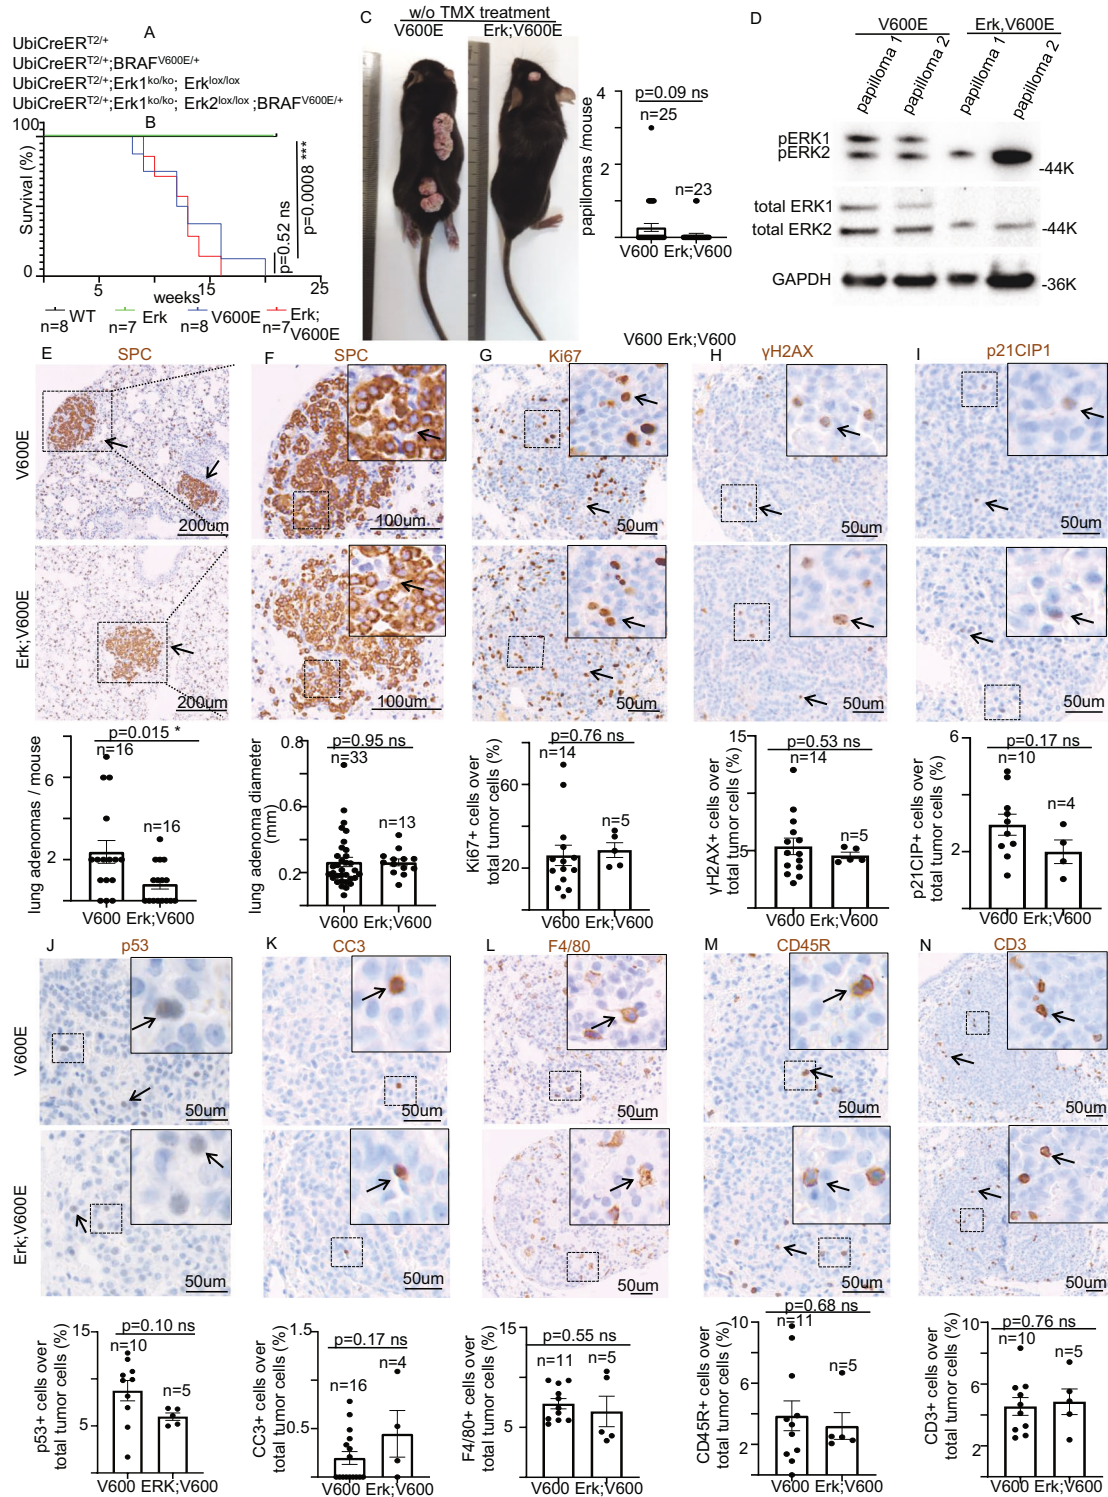 A
UbiCreER^T2/+
UbiCreER^T2/+;BRAF^V600E/+
UbiCreER^T2/+;Erk1^ko/ko; Erk^lox/lox
UbiCreER^T2/+;Erk1^ko/ko; Erk2^lox/lox ;BRAF^V600E/+
B
Survival (%)
100
0
5
15
25
weeks
p=0.52 ns
p=0.0008 ***
WT
n=8
Erk
n=7
V600E
n=8
Erk;
V600E
n=7
C
w/o TMX treatment
V600E
Erk;V600E
papillomas /mouse
4
2
0
p=0.09 ns
n=25
n=23
V600 Erk;V600
D
V600E
Erk,V600E
papilloma 1
papilloma 2
papilloma 1
papilloma 2
pERK1
pERK2
-44K
total ERK1
total ERK2
-44K
GAPDH
-36K
V600 Erk;V600
E
SPC
F
SPC
G
Ki67
H
γH2AX
I
p21CIP1
V600E
200um
100um
50um
50um
50um
Erk;V600E
200um
100um
50um
50um
50um
lung adenomas / mouse
6
2
0
p=0.015 *
n=16
n=16
V600 Erk;V600
lung adenoma diameter
(mm)
0.8
0.6
0.2
p=0.95 ns
n=33
n=13
V600 Erk;V600
Ki67+ cells over
total tumor cells (%)
60
20
p=0.76 ns
n=14
n=5
V600 Erk;V600
γH2AX+ cells over
total tumor cells (%)
15
5
p=0.53 ns
n=14
n=5
V600 Erk;V600
p21CIP+ cells over
total tumor cells (%)
6
2
p=0.17 ns
n=10
n=4
V600 Erk;V600
J
p53
K
CC3
L
F4/80
M
CD45R
N
CD3
V600E
50um
50um
50um
50um
50um
Erk;V600E
50um
50um
50um
50um
50um
p53+ cells over
total tumor cells (%)
15
5
p=0.10 ns
n=10
n=5
V600 ERK;V600
CC3+ cells over
total tumor cells (%)
1
0.5
0
p=0.17 ns
n=16
n=4
V600 Erk;V600
F4/80+ cells over
total tumor cells (%)
15
5
p=0.55 ns
n=11
n=5
V600 Erk;V600
CD45R+ cells over
total tumor cells (%)
10
6
2
p=0.68 ns
n=11
n=5
V600 Erk;V600
CD3+ cells over
total tumor cells (%)
10
6
2
p=0.76 ns
n=10
n=5
V600 Erk;V600